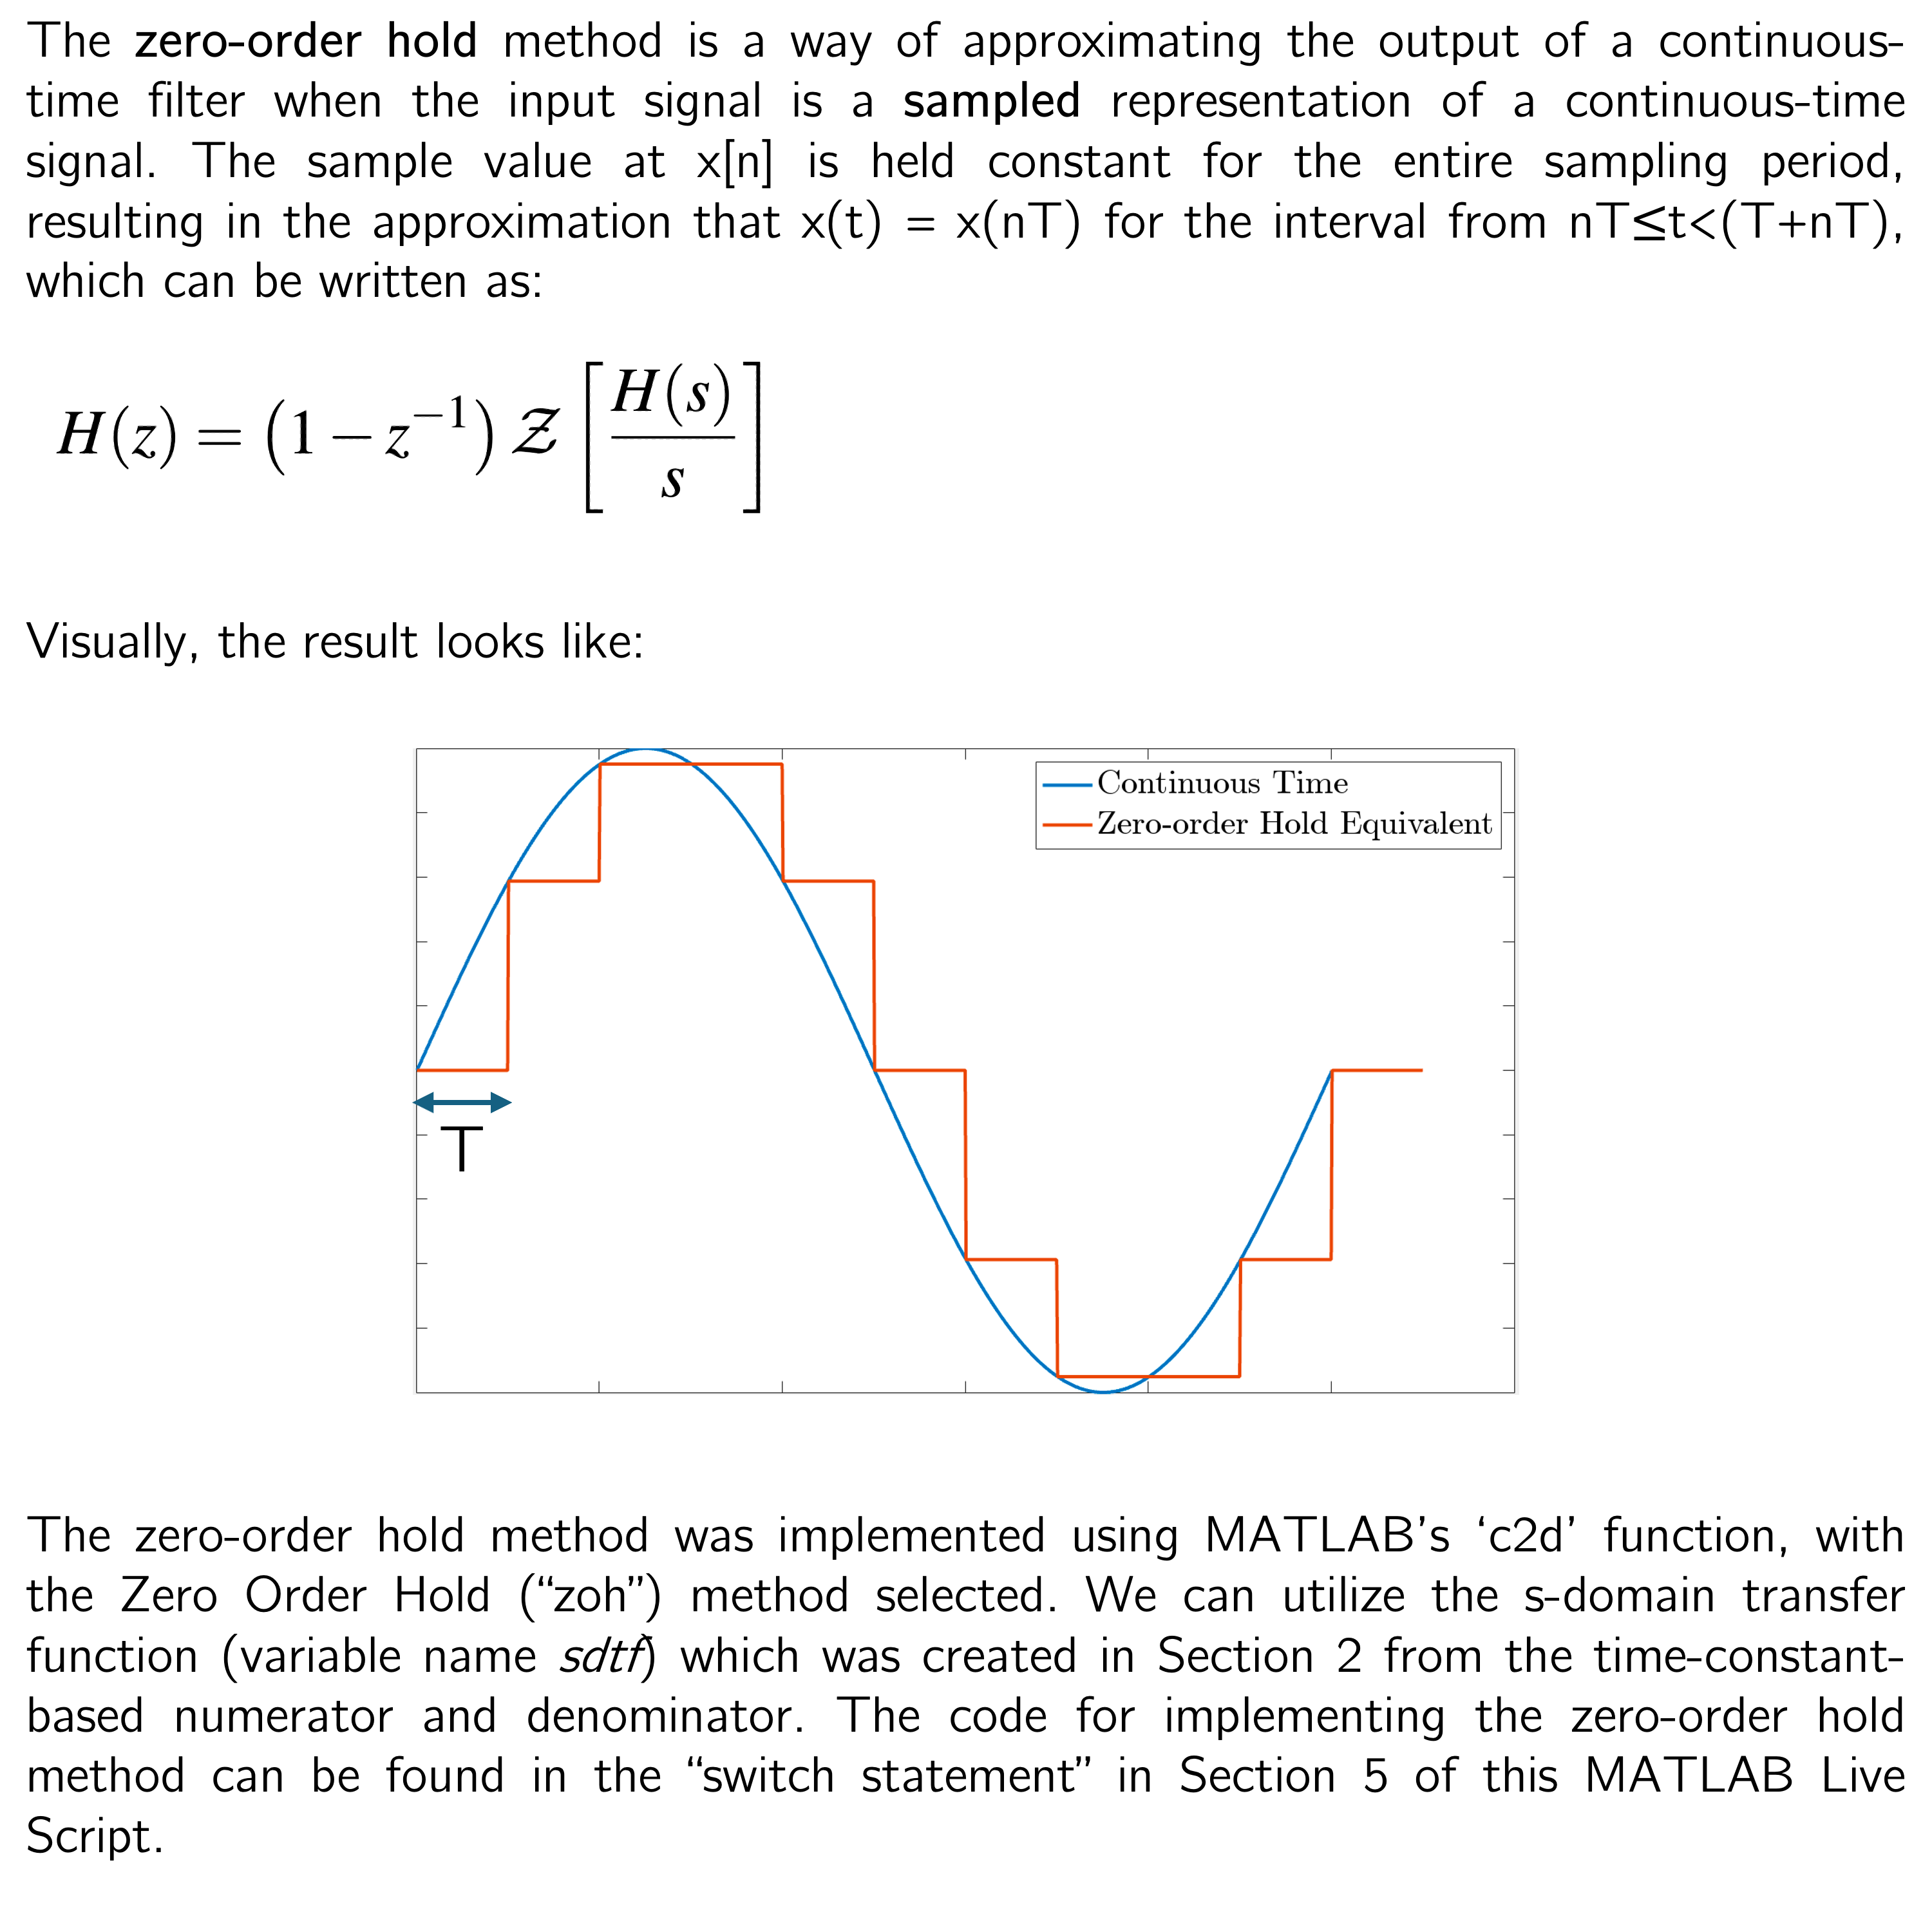 The zero-order hold method is a way of approximating the output of a continuous-
time filter when the input signal is a sampled representation of a continuous-time
signal. The sample value at x[n] is held constant for the entire sampling period,
resulting in the approximation that x(t) = x(nT) for the interval from nT≤t<(T+nT),
which can be written as:
H(z) = (1 − z⁻¹) 𝒵 [H(s)/s]
Visually, the result looks like:
Continuous Time
Zero-order Hold Equivalent
T
The zero-order hold method was implemented using MATLAB’s ‘c2d’ function, with
the Zero Order Hold (“zoh”) method selected. We can utilize the s-domain transfer
function (variable name sdtf) which was created in Section 2 from the time-constant-
based numerator and denominator. The code for implementing the zero-order hold
method can be found in the “switch statement” in Section 5 of this MATLAB Live
Script.